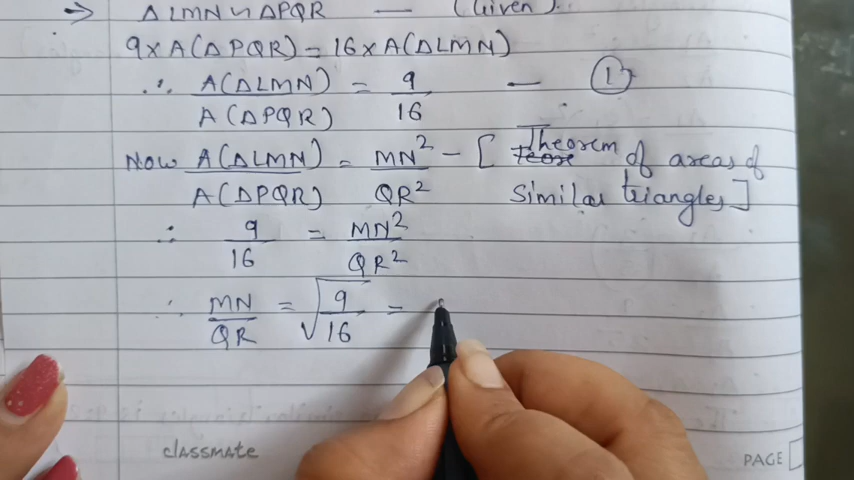 → ΔLMN ∽ ΔPQR — (Given).
9×A(ΔPQR) = 16×A(ΔLMN)
∴ A(ΔLMN)/A(ΔPQR) = 9/16 — (1)
Now A(ΔLMN)/A(ΔPQR) = MN²/QR² – [Theorem of areas of
Similar triangles]
∴ 9/16 = MN²/QR²
∴ MN/QR = √9/16 =
classmate
PAGE